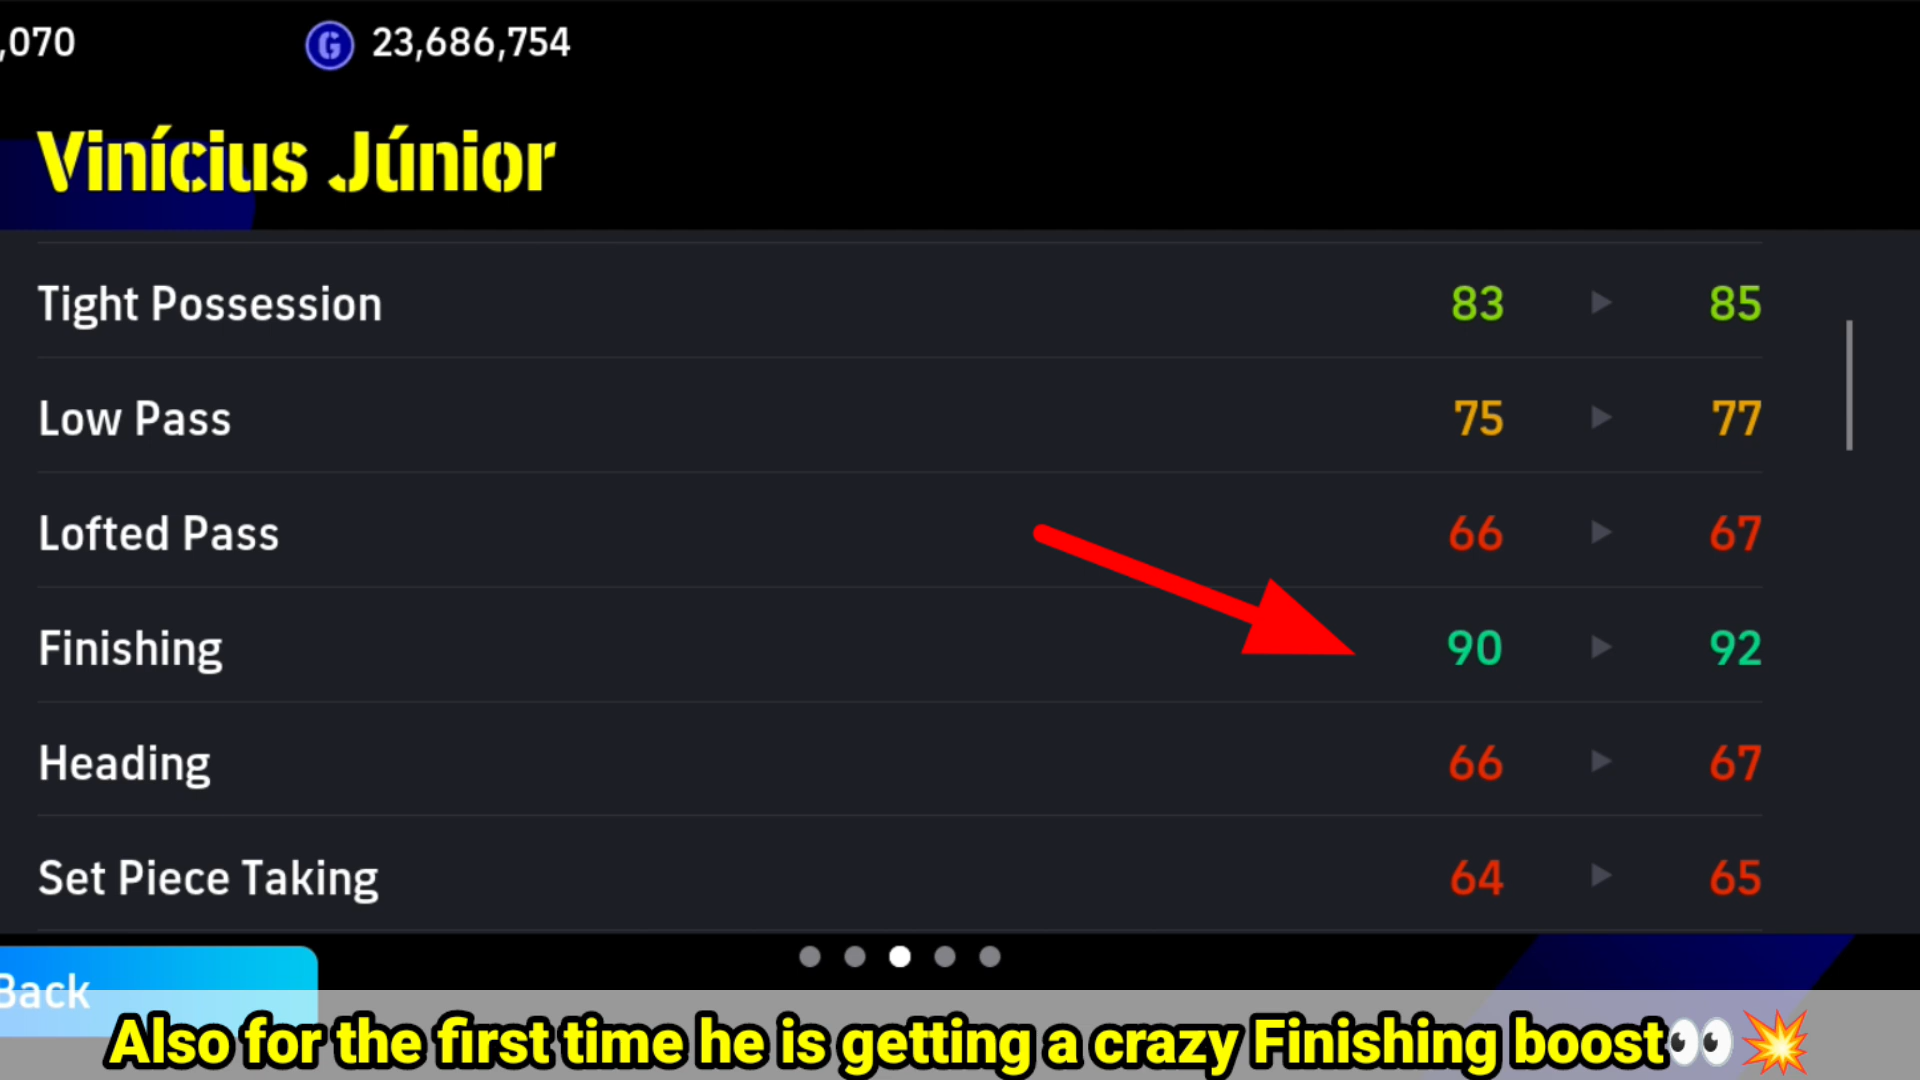 ,070 G 23,686,754
Vinícius Júnior
Tight Possession 83 ▶ 85
Low Pass 75 ▶ 77
Lofted Pass 66 ▶ 67
Finishing 90 ▶ 92
Heading 66 ▶ 67
Set Piece Taking 64 ▶ 65
Back
Also for the first time he is getting a crazy Finishing boost👀💥